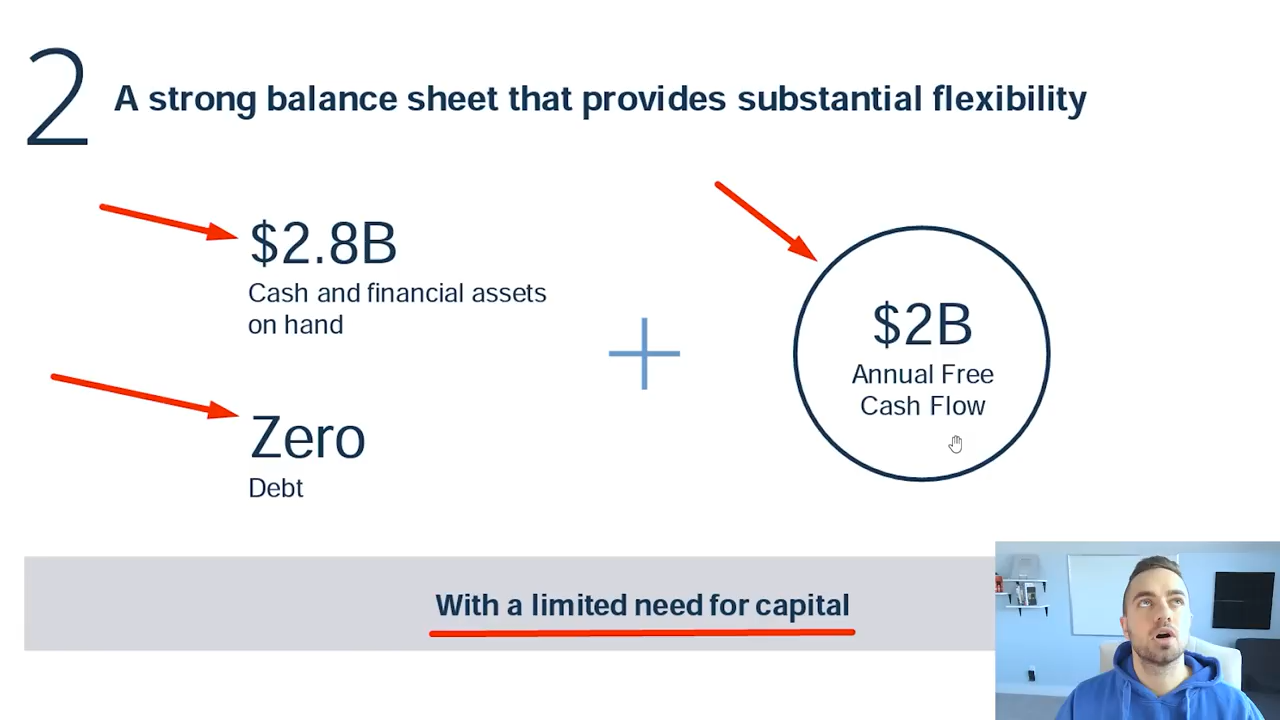 2
A strong balance sheet that provides substantial flexibility
$2.8B
Cash and financial assets
on hand
Zero
Debt
$2B
Annual Free
Cash Flow
With a limited need for capital